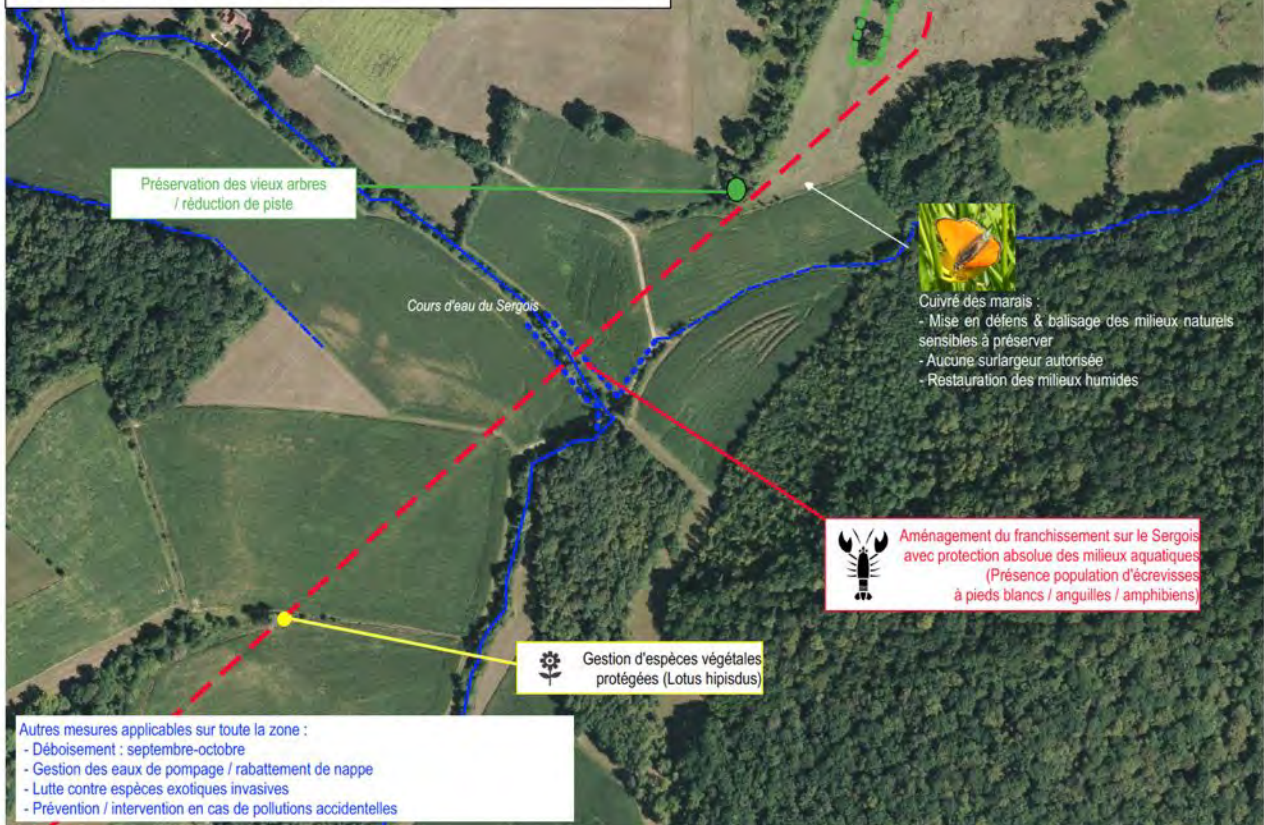 Préservation des vieux arbres
/ réduction de piste
Cours d'eau du Sergois
Cuivré des marais :
- Mise en défens & balisage des milieux naturels
sensibles à préserver
- Aucune surlargeur autorisée
- Restauration des milieux humides
Aménagement du franchissement sur le Sergois
avec protection absolue des milieux aquatiques
(Présence population d'écrevisses
à pieds blancs / anguilles / amphibiens)
Gestion d'espèces végétales
protégées (Lotus hipisdus)
Autres mesures applicables sur toute la zone :
- Déboisement : septembre-octobre
- Gestion des eaux de pompage / rabattement de nappe
- Lutte contre espèces exotiques invasives
- Prévention / intervention en cas de pollutions accidentelles